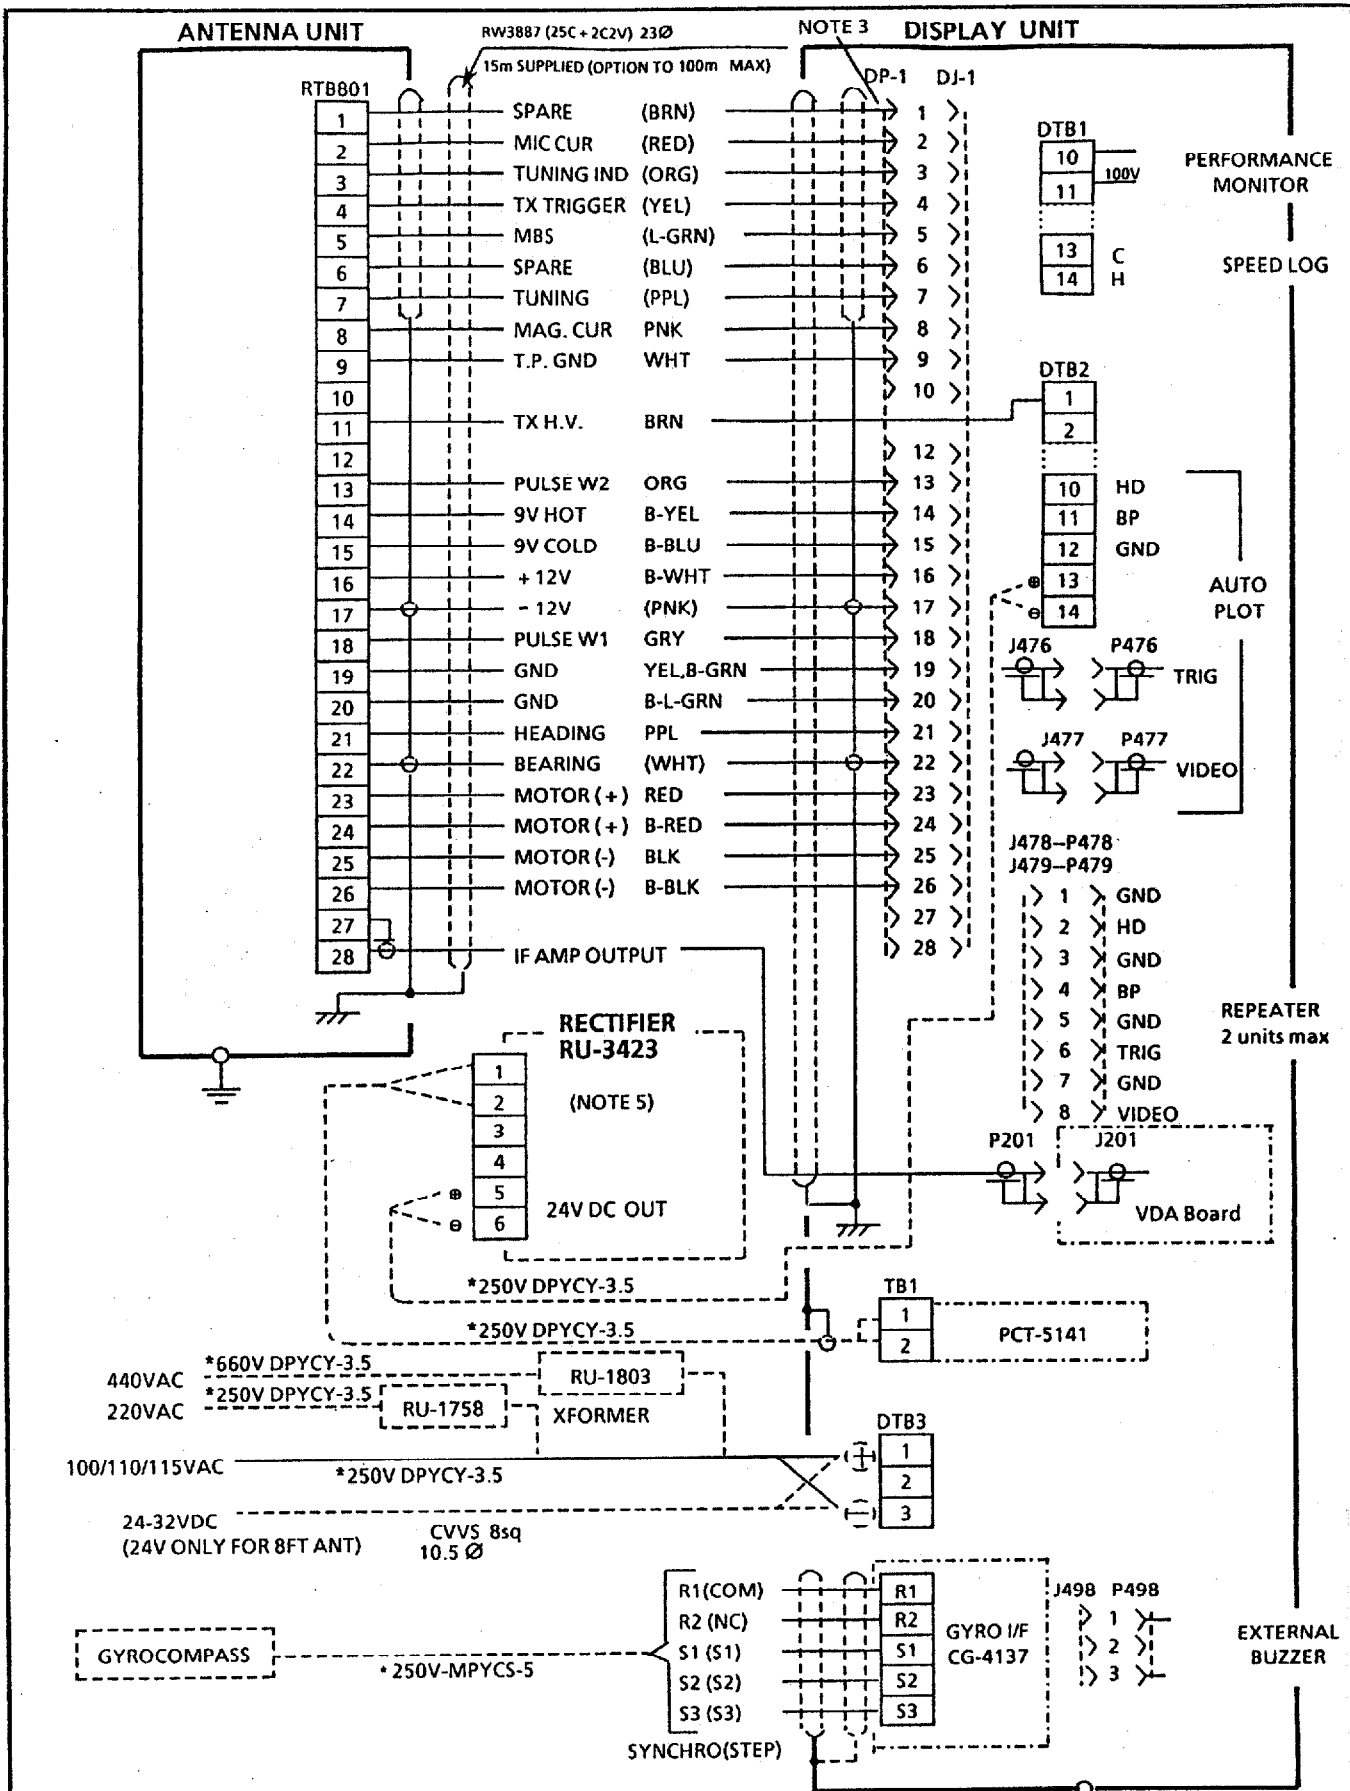 ANTENNA UNIT
RW3887 (25C + 2C2V) 23Ø
15m SUPPLIED (OPTION TO 100m MAX)
NOTE 3
DISPLAY UNIT
RTB801
DP-1 DJ-1
1 SPARE (BRN) 1
2 MIC CUR (RED) 2
3 TUNING IND (ORG) 3
4 TX TRIGGER (YEL) 4
5 MBS (L-GRN) 5
6 SPARE (BLU) 6
7 TUNING (PPL) 7
8 MAG. CUR PNK 8
9 T.P. GND WHT 9
10 10
11 TX H.V. BRN
12 12
13 PULSE W2 ORG 13
14 9V HOT B-YEL 14
15 9V COLD B-BLU 15
16 + 12V B-WHT 16
17 - 12V (PNK) 17
18 PULSE W1 GRY 18
19 GND YEL,B-GRN 19
20 GND B-L-GRN 20
21 HEADING PPL 21
22 BEARING (WHT) 22
23 MOTOR (+) RED 23
24 MOTOR (+) B-RED 24
25 MOTOR (-) BLK 25
26 MOTOR (-) B-BLK 26
27 27
28 IF AMP OUTPUT 28
DTB1
10
11
100V
PERFORMANCE
MONITOR
13 C
14 H
SPEED LOG
DTB2
1
2
10 HD
11 BP
12 GND
⊕ 13
⊖ 14
AUTO
PLOT
J476 P476
TRIG
J477 P477
VIDEO
J478–P478
J479–P479
1 GND
2 HD
3 GND
4 BP
5 GND
6 TRIG
7 GND
8 VIDEO
REPEATER
2 units max
P201 J201
VDA Board
RECTIFIER
RU-3423
1
2 (NOTE 5)
3
4
⊕ 5
⊖ 6
24V DC OUT
*250V DPYCY-3.5
*250V DPYCY-3.5
TB1
1
2
PCT-5141
440VAC *660V DPYCY-3.5 RU-1803
220VAC *250V DPYCY-3.5 RU-1758 XFORMER
100/110/115VAC *250V DPYCY-3.5
24-32VDC
(24V ONLY FOR 8FT ANT)
CVVS 8sq
10.5 Ø
DTB3
+ 1
2
− 3
GYROCOMPASS
*250V-MPYCS-5
R1(COM) R1
R2 (NC) R2
S1 (S1) S1
S2 (S2) S2
S3 (S3) S3
SYNCHRO(STEP)
GYRO I/F
CG-4137
J498 P498
1
2
3
EXTERNAL
BUZZER